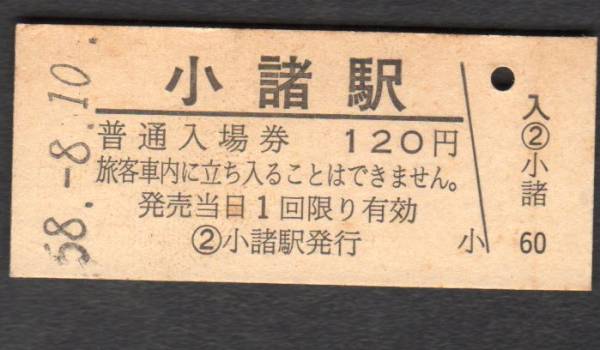 58.-8.10.
小諸駅
普通入場券 120円
旅客車内に立ち入ることはできません。
発売当日1回限り有効
②小諸駅発行
小
入②小諸
60